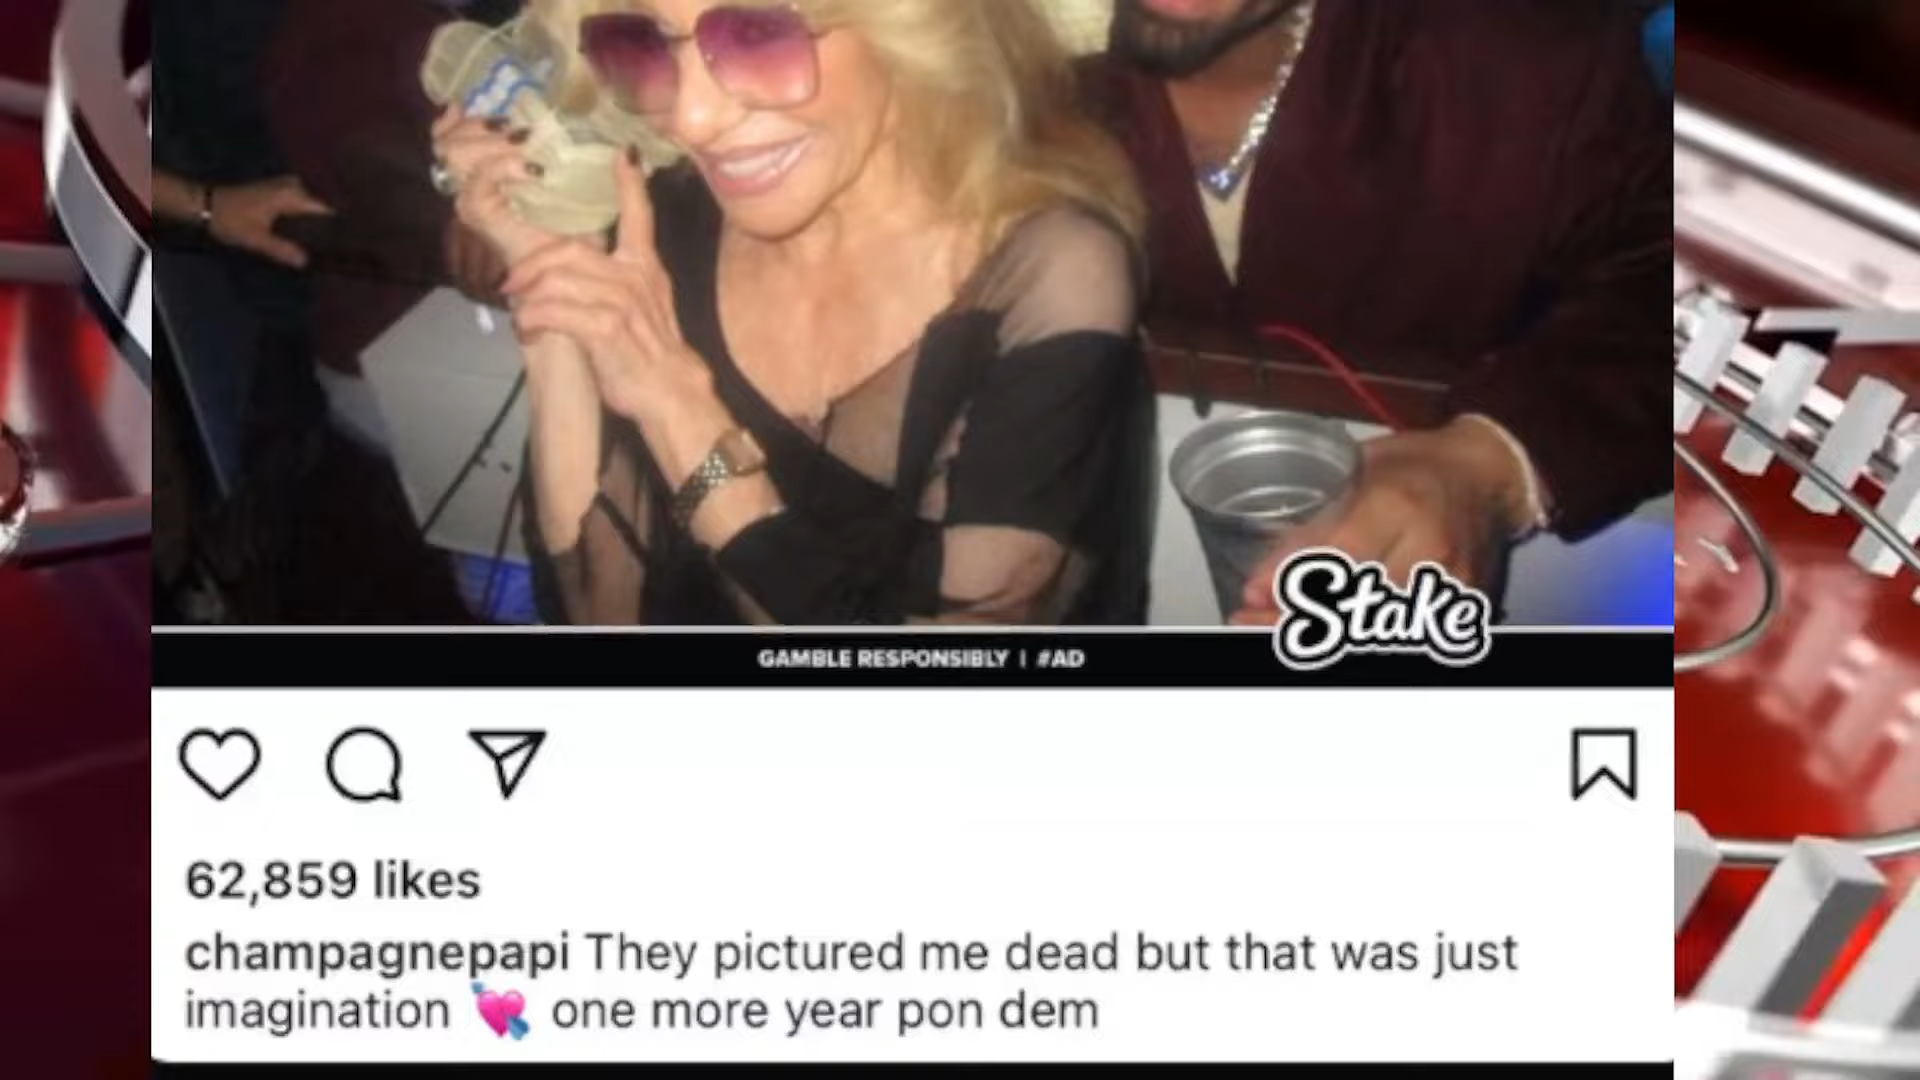 Stake
GAMBLE RESPONSIBLY | #AD
62,859 likes
champagnepapi They pictured me dead but that was just
imagination 💘 one more year pon dem